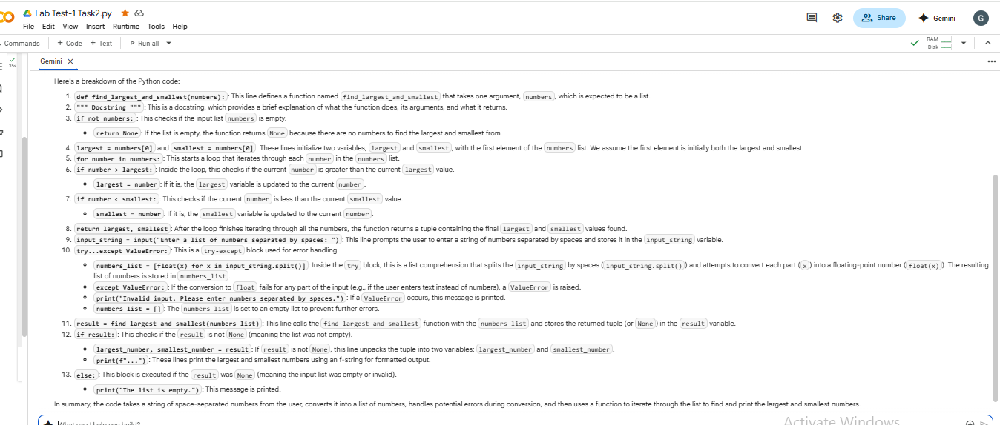 Lab Test-1 Task2.py
File Edit View Insert Runtime Tools Help
Share
Gemini
G
Commands + Code + Text Run all
RAM
Disk
35s
Gemini ×
Here's a breakdown of the Python code:
1. def find_largest_and_smallest(numbers): : This line defines a function named find_largest_and_smallest that takes one argument, numbers , which is expected to be a list.
2. """ Docstring """ : This is a docstring, which provides a brief explanation of what the function does, its arguments, and what it returns.
3. if not numbers: : This checks if the input list numbers is empty.
return None : If the list is empty, the function returns None because there are no numbers to find the largest and smallest from.
4. largest = numbers[0] and smallest = numbers[0] : These lines initialize two variables, largest and smallest , with the first element of the numbers list. We assume the first element is initially both the largest and smallest.
5. for number in numbers: : This starts a loop that iterates through each number in the numbers list.
6. if number > largest: : Inside the loop, this checks if the current number is greater than the current largest value.
largest = number : If it is, the largest variable is updated to the current number .
7. if number < smallest: : This checks if the current number is less than the current smallest value.
smallest = number : If it is, the smallest variable is updated to the current number .
8. return largest, smallest : After the loop finishes iterating through all the numbers, the function returns a tuple containing the final largest and smallest values found.
9. input_string = input("Enter a list of numbers separated by spaces: ") : This line prompts the user to enter a string of numbers separated by spaces and stores it in the input_string variable.
10. try...except ValueError: : This is a try-except block used for error handling.
numbers_list = [float(x) for x in input_string.split()] : Inside the try block, this is a list comprehension that splits the input_string by spaces ( input_string.split() ) and attempts to convert each part ( x ) into a floating-point number ( float(x) ). The resulting
list of numbers is stored in numbers_list .
except ValueError: : If the conversion to float fails for any part of the input (e.g., if the user enters text instead of numbers), a ValueError is raised.
print("Invalid input. Please enter numbers separated by spaces.") : If a ValueError occurs, this message is printed.
numbers_list = [] : The numbers_list is set to an empty list to prevent further errors.
11. result = find_largest_and_smallest(numbers_list) : This line calls the find_largest_and_smallest function with the numbers_list and stores the returned tuple (or None ) in the result variable.
12. if result: : This checks if the result is not None (meaning the list was not empty).
largest_number, smallest_number = result : If result is not None , this line unpacks the tuple into two variables: largest_number and smallest_number .
print(f"...") : These lines print the largest and smallest numbers using an f-string for formatted output.
13. else: : This block is executed if the result was None (meaning the input list was empty or invalid).
print("The list is empty.") : This message is printed.
In summary, the code takes a string of space-separated numbers from the user, converts it into a list of numbers, handles potential errors during conversion, and then uses a function to iterate through the list to find and print the largest and smallest numbers.
What can I help you build?
Activate Windows